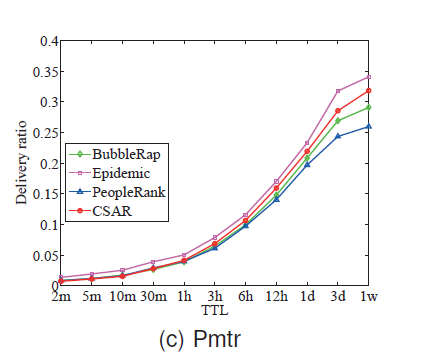 0.4
0.35
0.3
0.25
0.2
0.15
0.1
0.05
0
Delivery ratio
BubbleRap
Epidemic
PeopleRank
CSAR
2m 5m 10m 30m 1h 3h 6h 12h 1d 3d 1w
TTL
(c) Pmtr